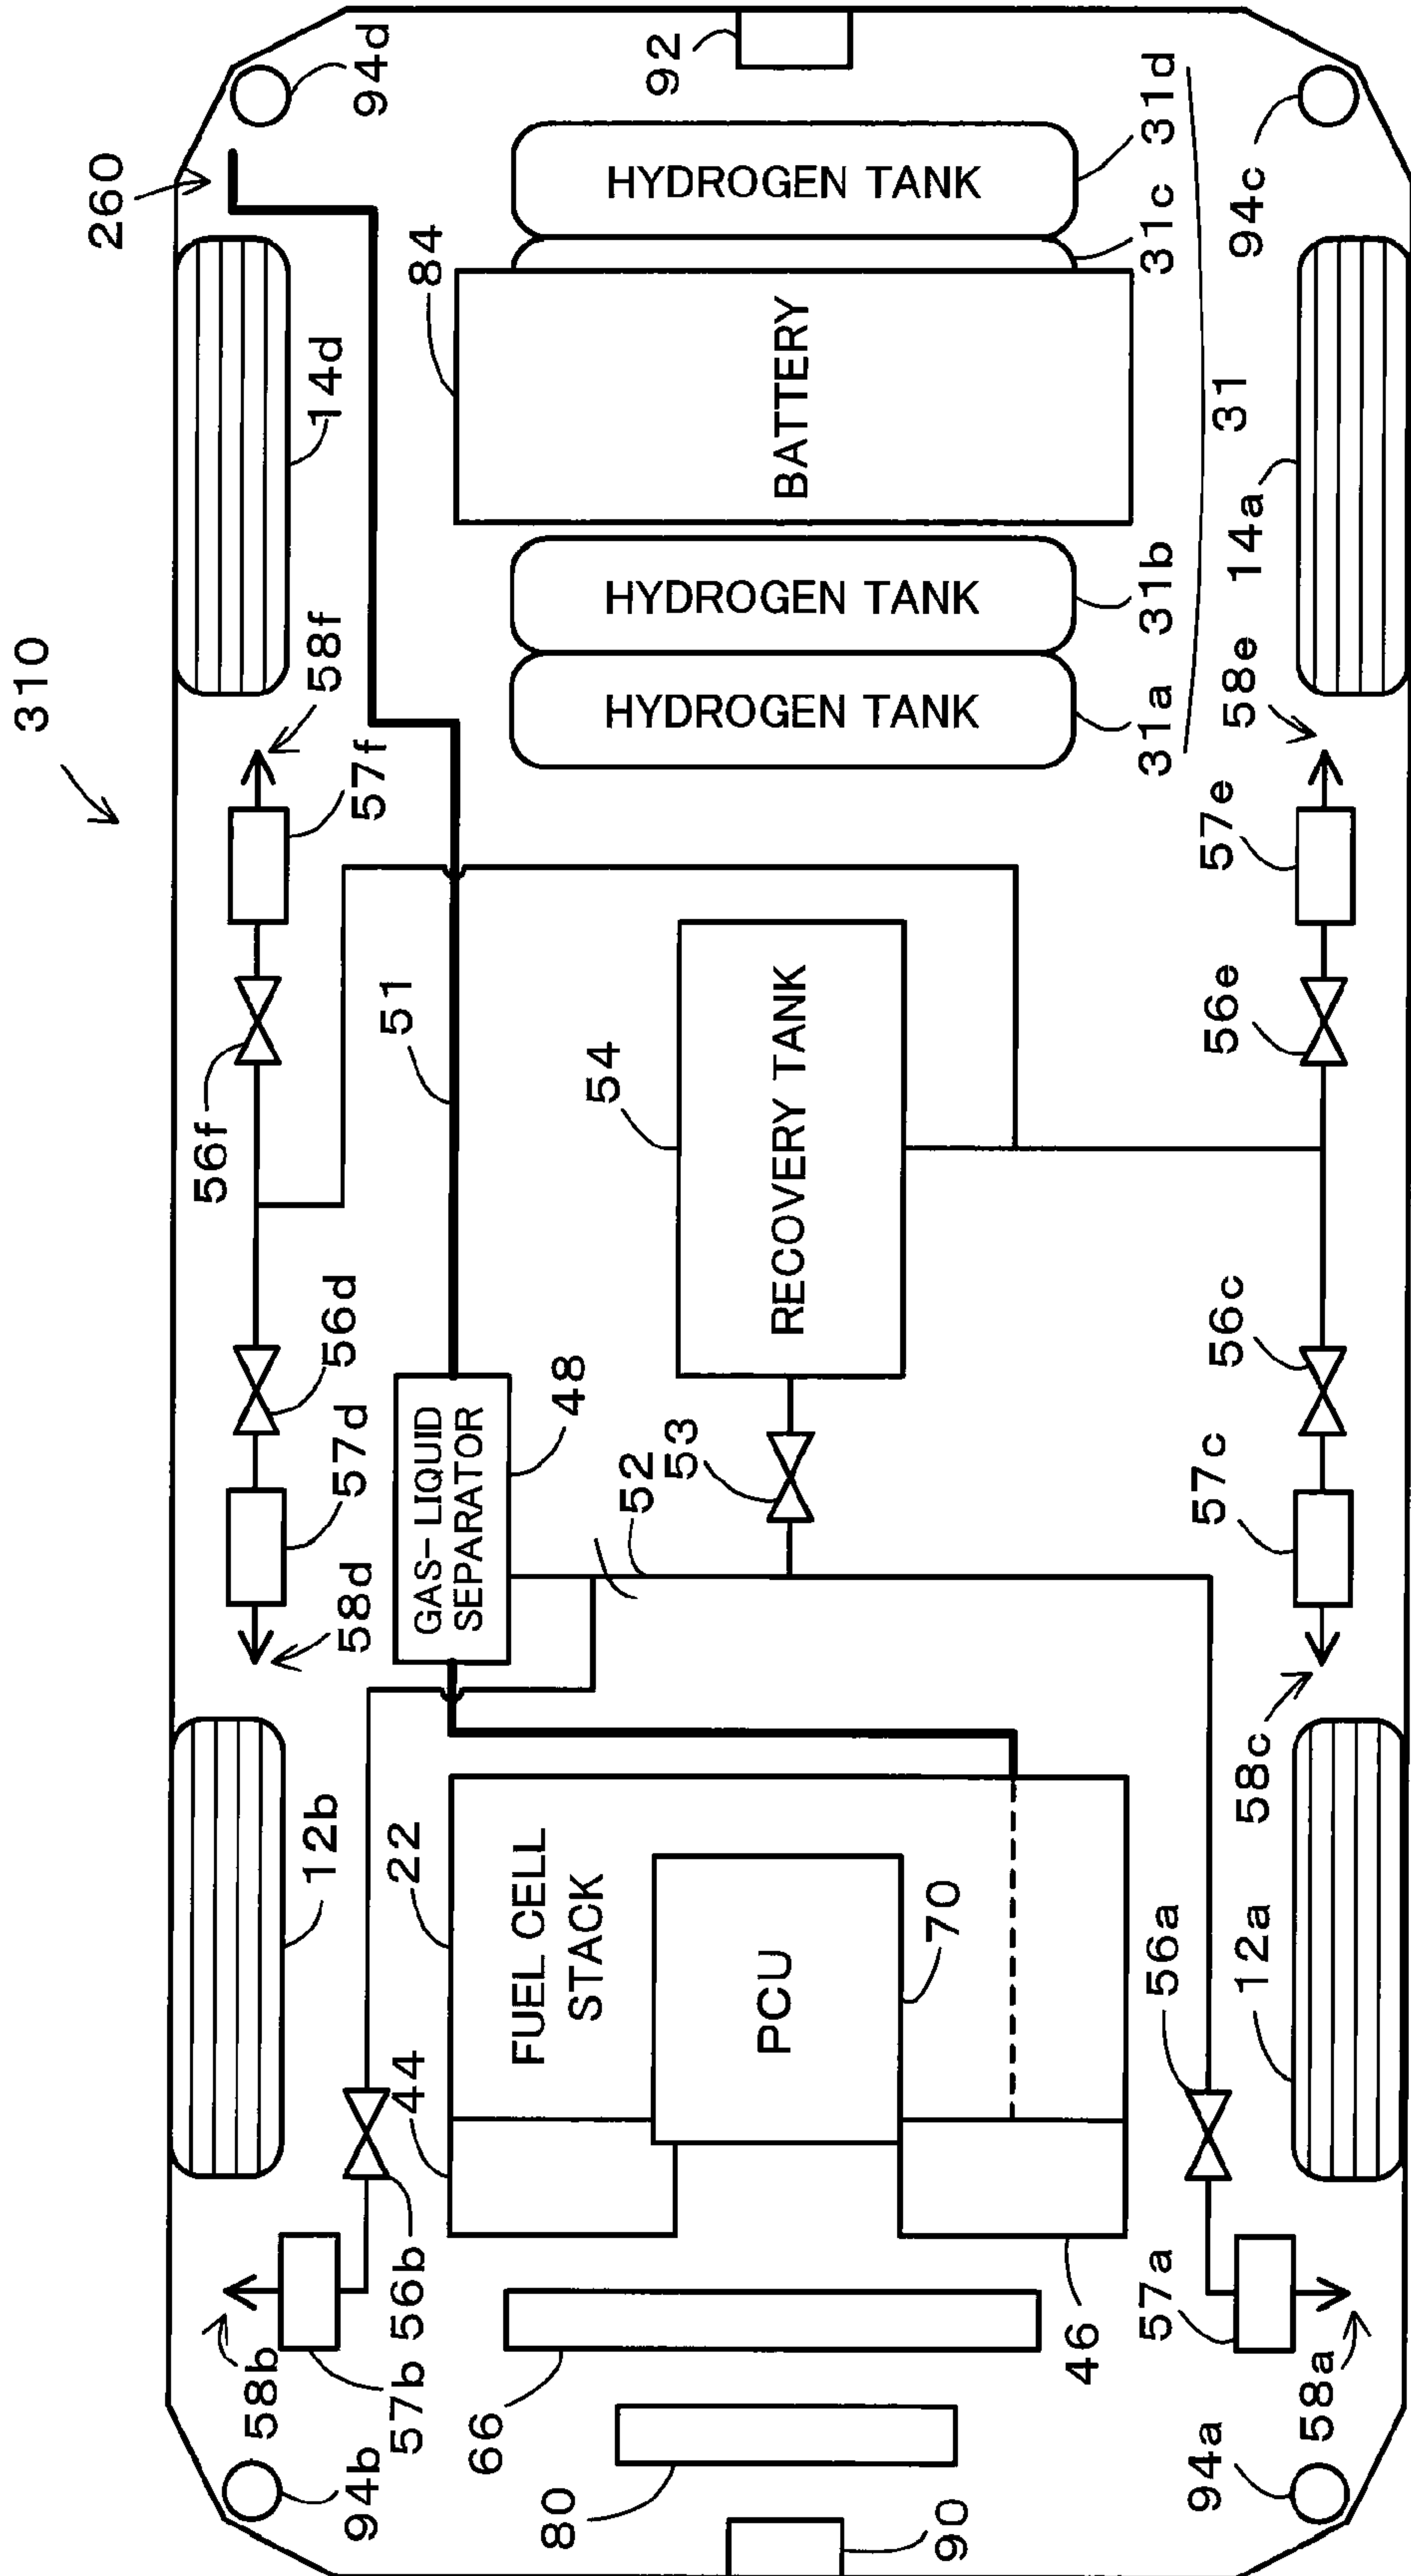 310
260
94d
92
31d
HYDROGEN TANK
31c
94c
84
14d
BATTERY
31
14a
HYDROGEN TANK
31b
58f
57f
HYDROGEN TANK
31a
58e
57e
51
56f
54
RECOVERY TANK
56e
56d
57d
58d
GAS-LIQUID
SEPARATOR
48
53
52
56c
57c
58c
12b
22
FUEL CELL
STACK
44
PCU
70
56a
12a
56b
57b
58b
94b
66
46
57a
58a
80
90
94a